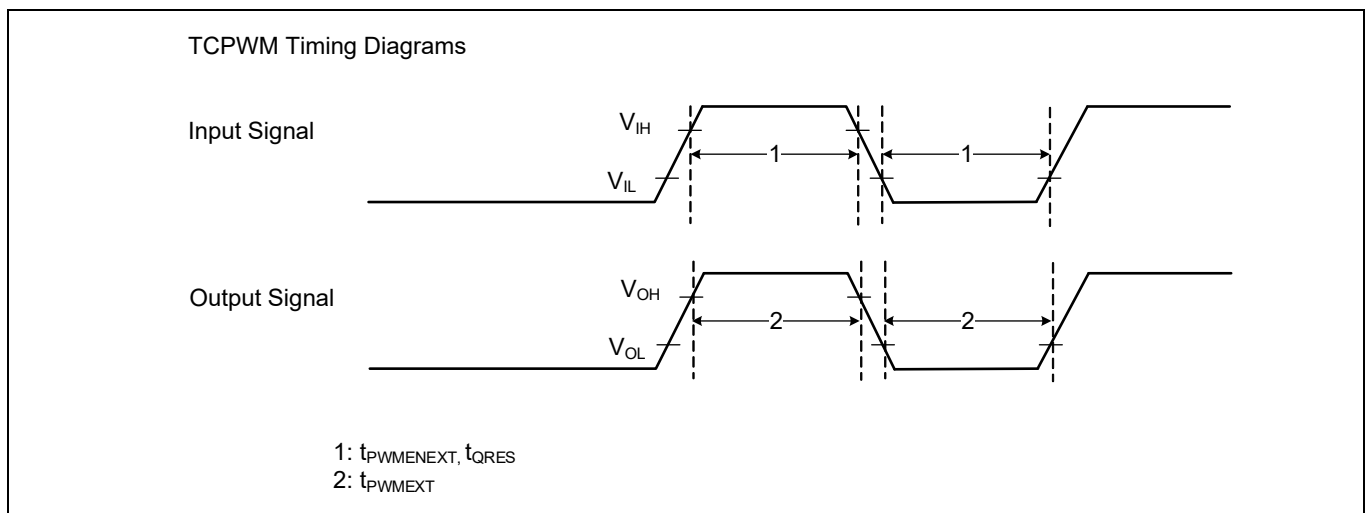 TCPWM Timing Diagrams
Input Signal
VIH
1
1
VIL
Output Signal
VOH
2
2
VOL
1: tPWMENEXT, tQRES
2: tPWMEXT